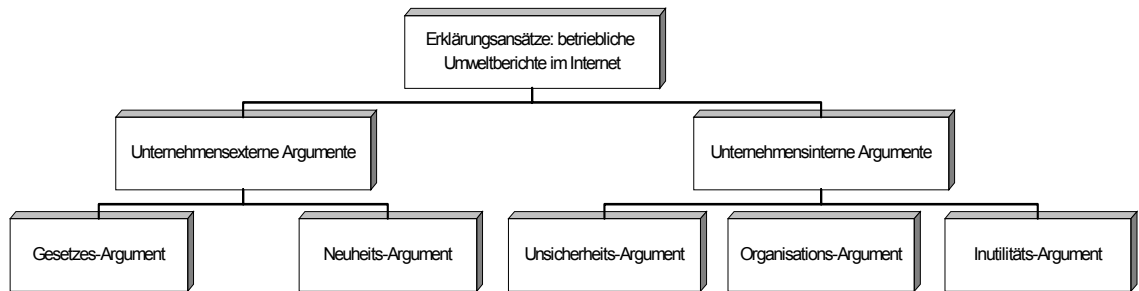 Erklärungsansätze: betriebliche
Umweltberichte im Internet
Unternehmensexterne Argumente
Unternehmensinterne Argumente
Gesetzes-Argument
Neuheits-Argument
Unsicherheits-Argument
Organisations-Argument
Inutilitäts-Argument